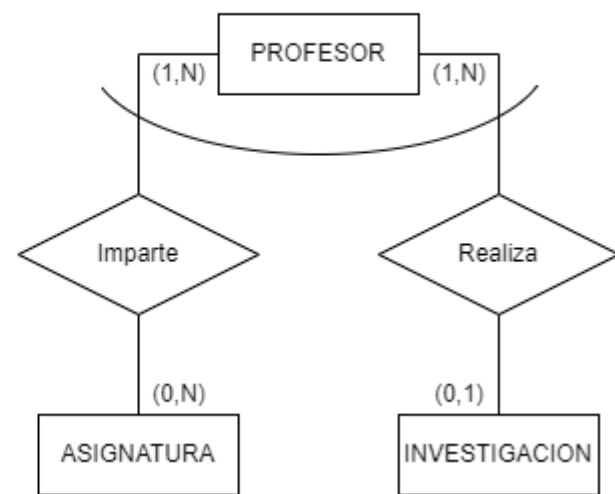 PROFESOR
(1,N)
(1,N)
Imparte
Realiza
(0,N)
(0,1)
ASIGNATURA
INVESTIGACION